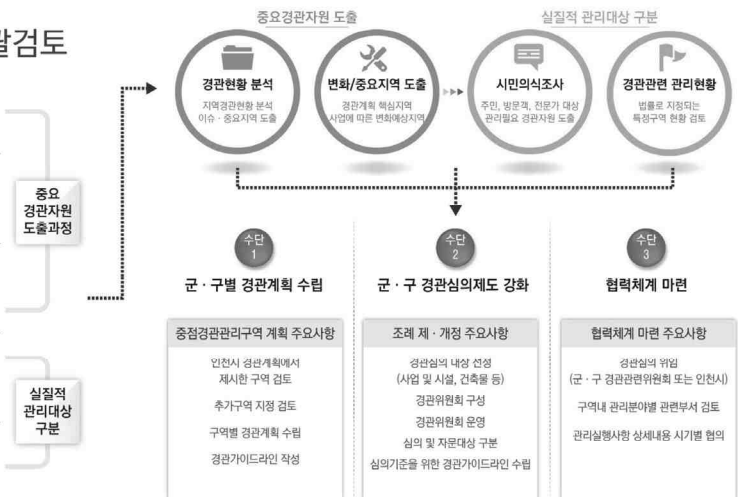 검토
중요경관자원 도출
실질적 관리대상 구분
경관현황 분석
지역경관현황 분석
이슈 · 중요지역 도출
변화/중요지역 도출
경관계획 핵심지역
사업에 따른 변화예상지역
시민의식조사
주민, 방문객, 전문가 대상
관리필요 경관자원 도출
경관관련 관리현황
법률로 지정되는
특정구역 현황 검토
중요
경관자원
도출과정
실질적
관리대상
구분
수단
1
군 · 구별 경관계획 수립
중점경관관리구역 계획 주요사항
인천시 경관계획에서
제시한 구역 검토
추가구역 지정 검토
구역별 경관계획 수립
경관가이드라인 작성
수단
2
군 · 구 경관심의제도 강화
조례 제 · 개정 주요사항
경관심의 대상 선정
(사업 및 시설, 건축물 등)
경관위원회 구성
경관위원회 운영
심의 및 자문대상 구분
심의기준을 위한 경관가이드라인 수립
수단
3
협력체계 마련
협력체계 마련 주요사항
경관심의 위임
(군 · 구 경관관련위원회 또는 인천시)
구역내 관리분야별 관련부서 검토
관리실행사항 상세내용 시기별 협의